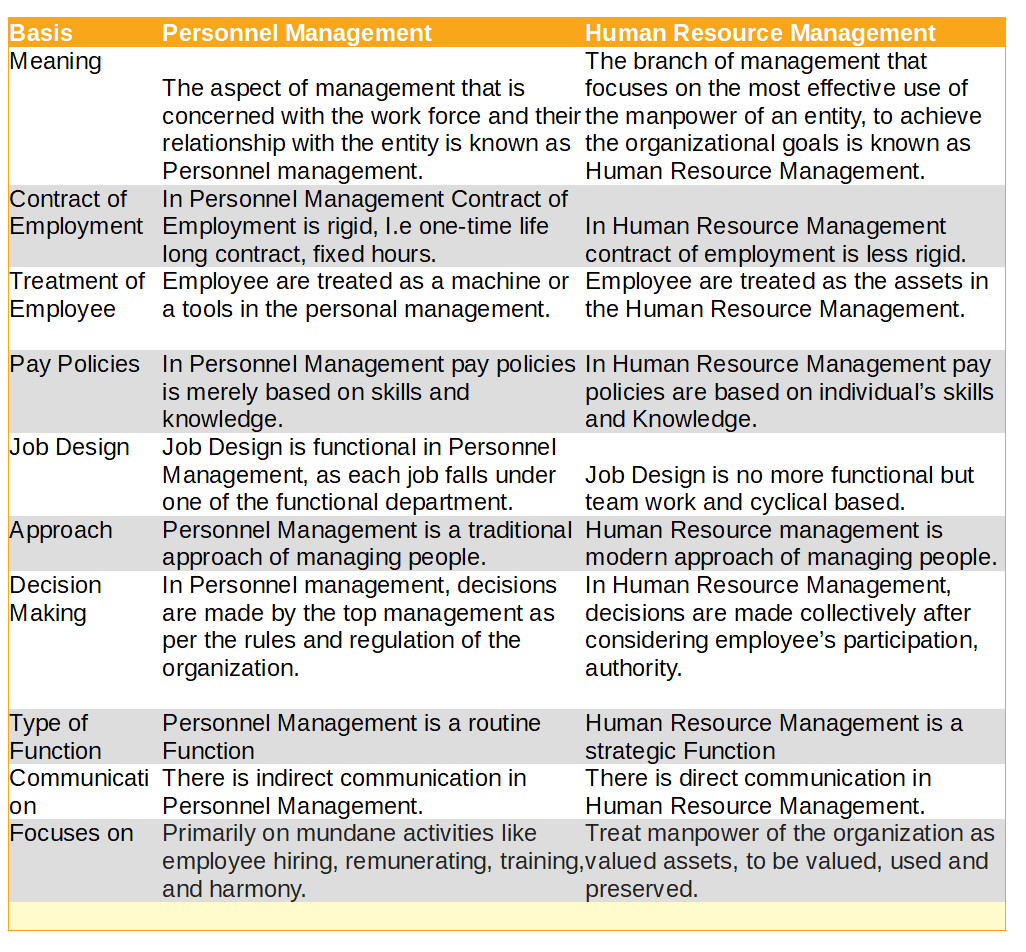 Basis Personnel Management Human Resource Management
Meaning
The aspect of management that is
concerned with the work force and their
relationship with the entity is known as
Personnel management.
The branch of management that
focuses on the most effective use of
the manpower of an entity, to achieve
the organizational goals is known as
Human Resource Management.
Contract of
Employment
In Personnel Management Contract of
Employment is rigid, I.e one-time life
long contract, fixed hours.
In Human Resource Management
contract of employment is less rigid.
Treatment of
Employee
Employee are treated as a machine or
a tools in the personal management.
Employee are treated as the assets in
the Human Resource Management.
Pay Policies
In Personnel Management pay policies
is merely based on skills and
knowledge.
In Human Resource Management pay
policies are based on individual’s skills
and Knowledge.
Job Design
Job Design is functional in Personnel
Management, as each job falls under
one of the functional department.
Job Design is no more functional but
team work and cyclical based.
Approach
Personnel Management is a traditional
approach of managing people.
Human Resource management is
modern approach of managing people.
Decision
Making
In Personnel management, decisions
are made by the top management as
per the rules and regulation of the
organization.
In Human Resource Management,
decisions are made collectively after
considering employee’s participation,
authority.
Type of
Function
Personnel Management is a routine
Function
Human Resource Management is a
strategic Function
Communicati
on
There is indirect communication in
Personnel Management.
There is direct communication in
Human Resource Management.
Focuses on
Primarily on mundane activities like
employee hiring, remunerating, training,
and harmony.
Treat manpower of the organization as
valued assets, to be valued, used and
preserved.